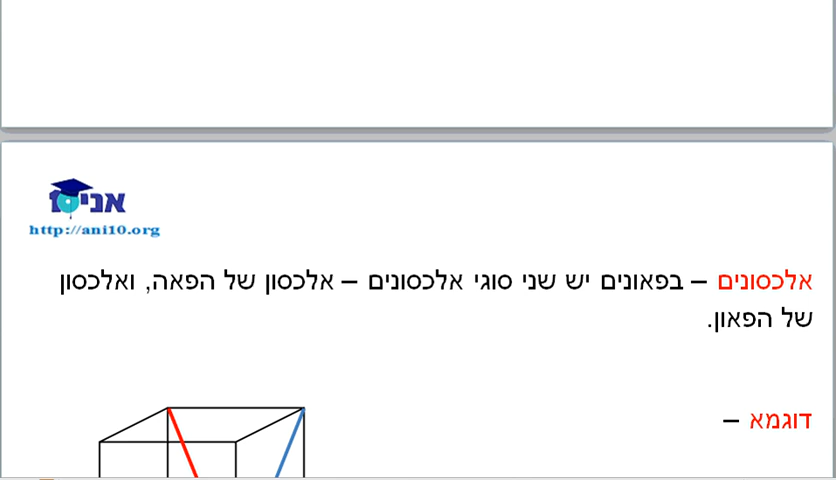 אני10
http://ani10.org
אלכסונים – בפאונים יש שני סוגי אלכסונים – אלכסון של הפאה, ואלכסון
של הפאון.
דוגמא –